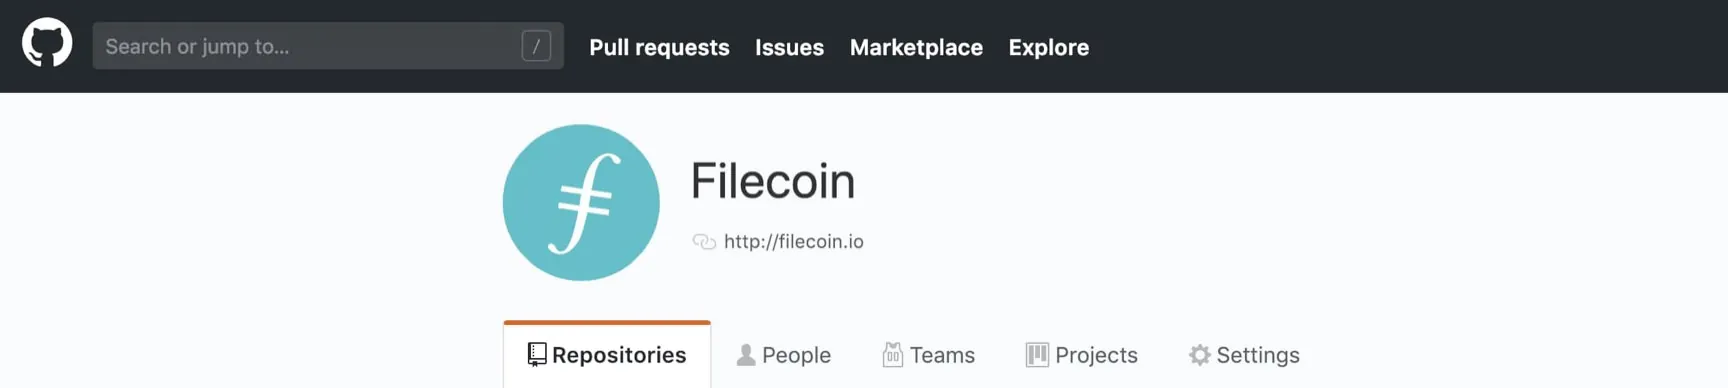 Search or jump to... /
Pull requests Issues Marketplace Explore
Filecoin
http://filecoin.io
Repositories People Teams Projects Settings